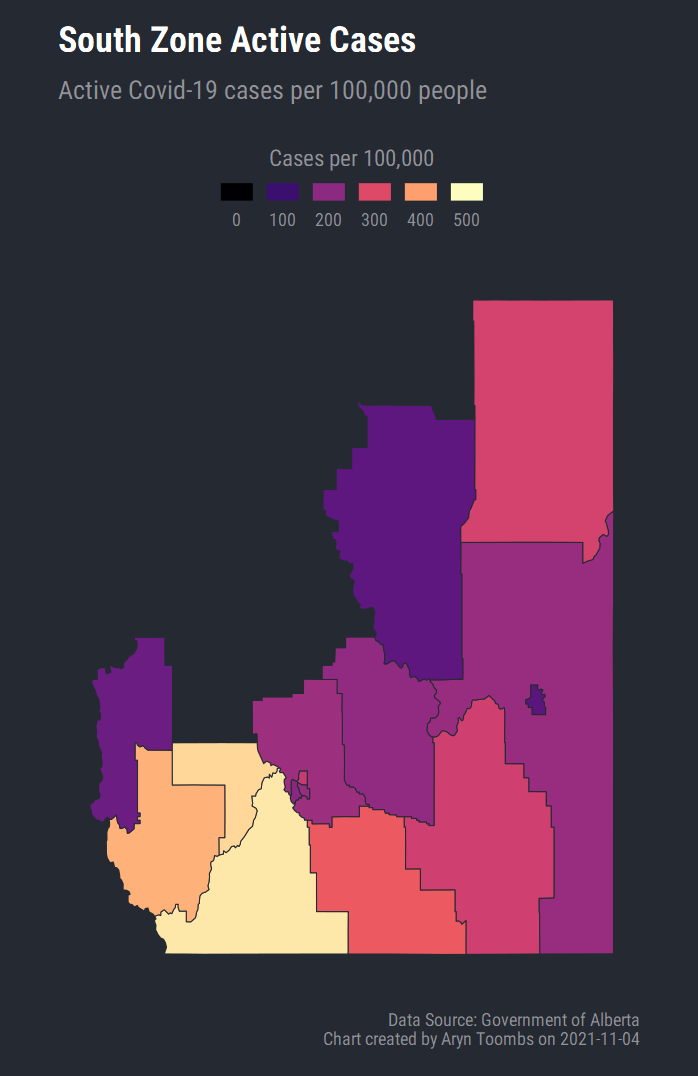 South Zone Active Cases
Active Covid-19 cases per 100,000 people
Cases per 100,000
0 100 200 300 400 500
Data Source: Government of Alberta
Chart created by Aryn Toombs on 2021-11-04